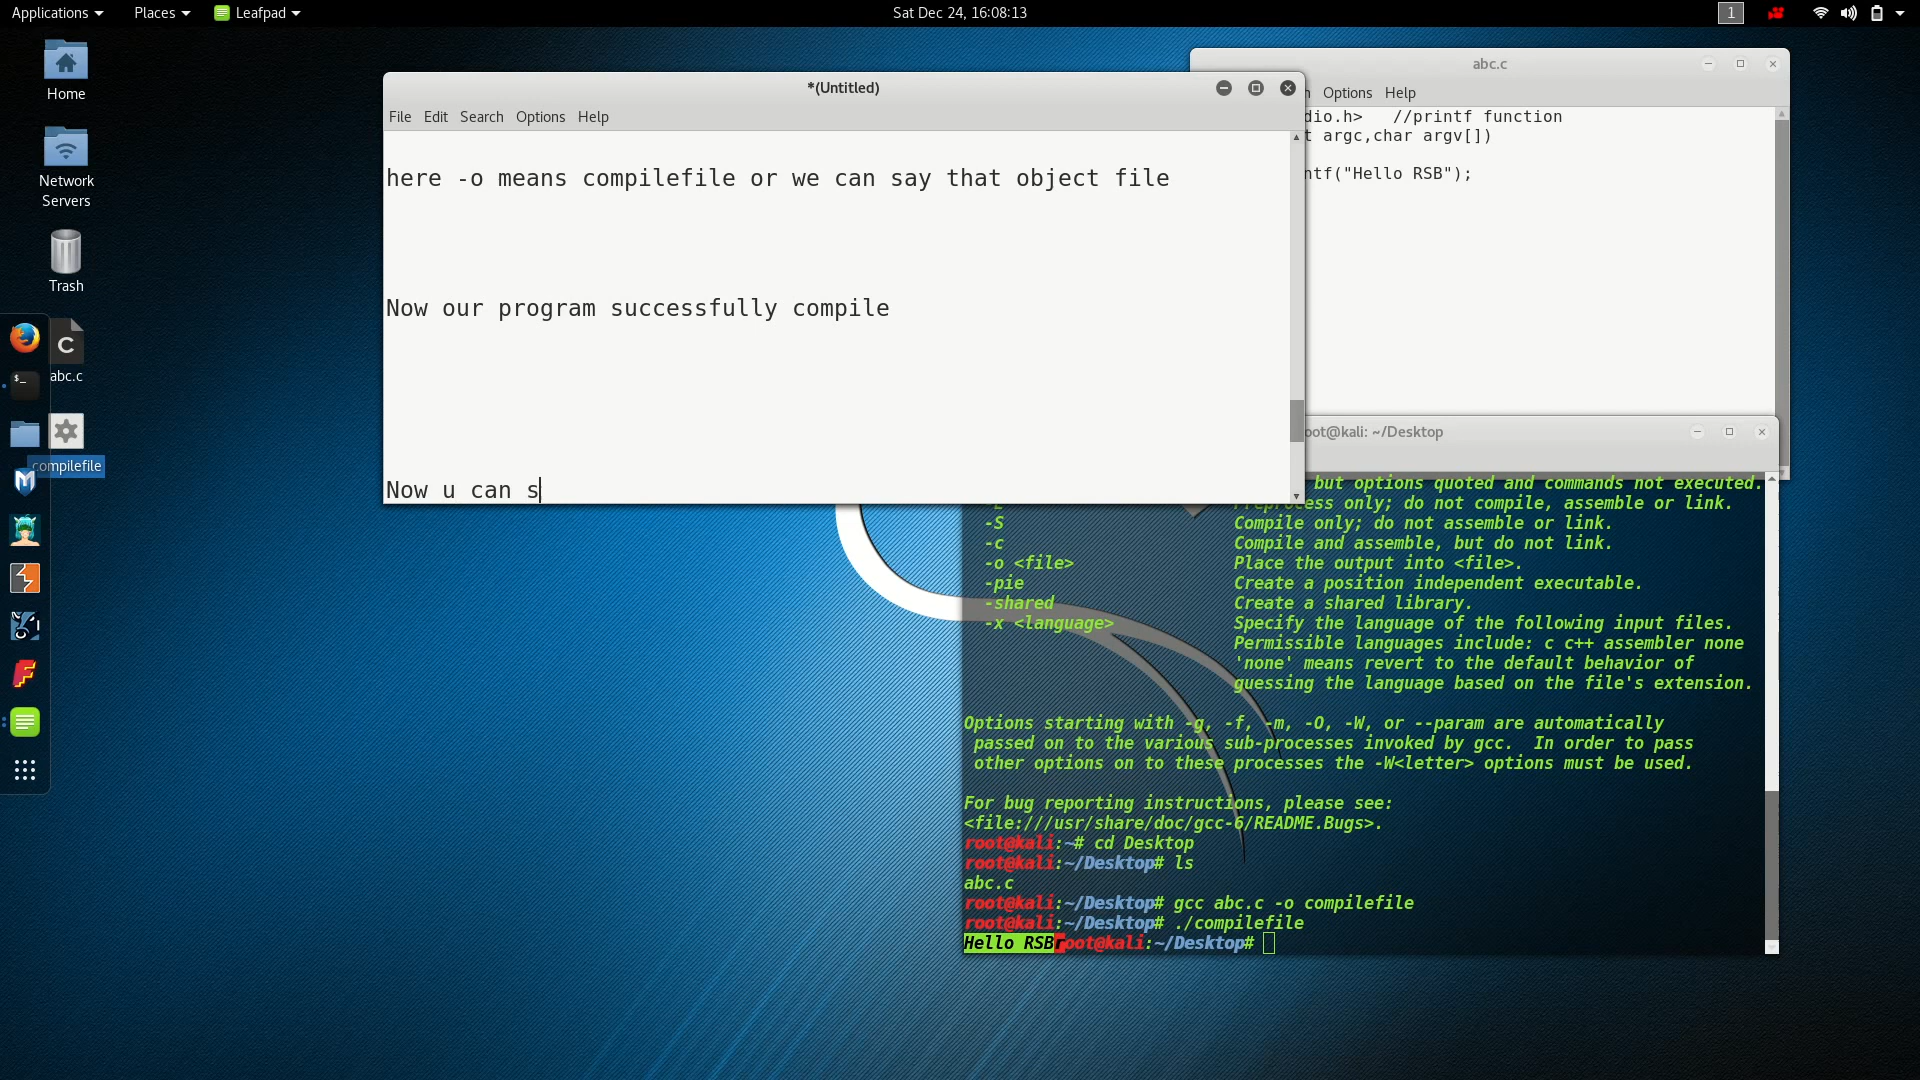 Applications Places Leafpad Sat Dec 24, 16:08:13 1
Home
Network
Servers
Trash
abc.c
compilefile
*(Untitled)
File Edit Search Options Help
here -o means compilefile or we can say that object file
Now our program successfully compile
Now u can s
abc.c
Options Help
dio.h> //printf function
t argc,char argv[])
ntf("Hello RSB");
oot@kali: ~/Desktop
but options quoted and commands not executed.
-E Preprocess only; do not compile, assemble or link.
-S Compile only; do not assemble or link.
-c Compile and assemble, but do not link.
-o <file> Place the output into <file>.
-pie Create a position independent executable.
-shared Create a shared library.
-x <language> Specify the language of the following input files.
Permissible languages include: c c++ assembler none
'none' means revert to the default behavior of
guessing the language based on the file's extension.
Options starting with -g, -f, -m, -O, -W, or --param are automatically
passed on to the various sub-processes invoked by gcc. In order to pass
other options on to these processes the -W<letter> options must be used.
For bug reporting instructions, please see:
<file:///usr/share/doc/gcc-6/README.Bugs>.
root@kali:~# cd Desktop
root@kali:~/Desktop# ls
abc.c
root@kali:~/Desktop# gcc abc.c -o compilefile
root@kali:~/Desktop# ./compilefile
Hello RSBroot@kali:~/Desktop#